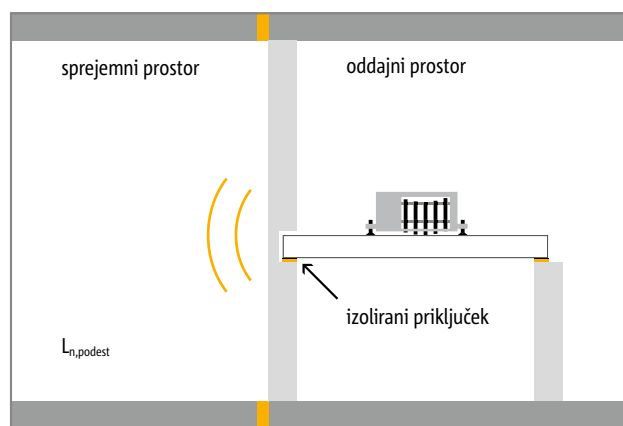 sprejemni prostor
oddajni prostor
izolirani priključek
Ln,podest